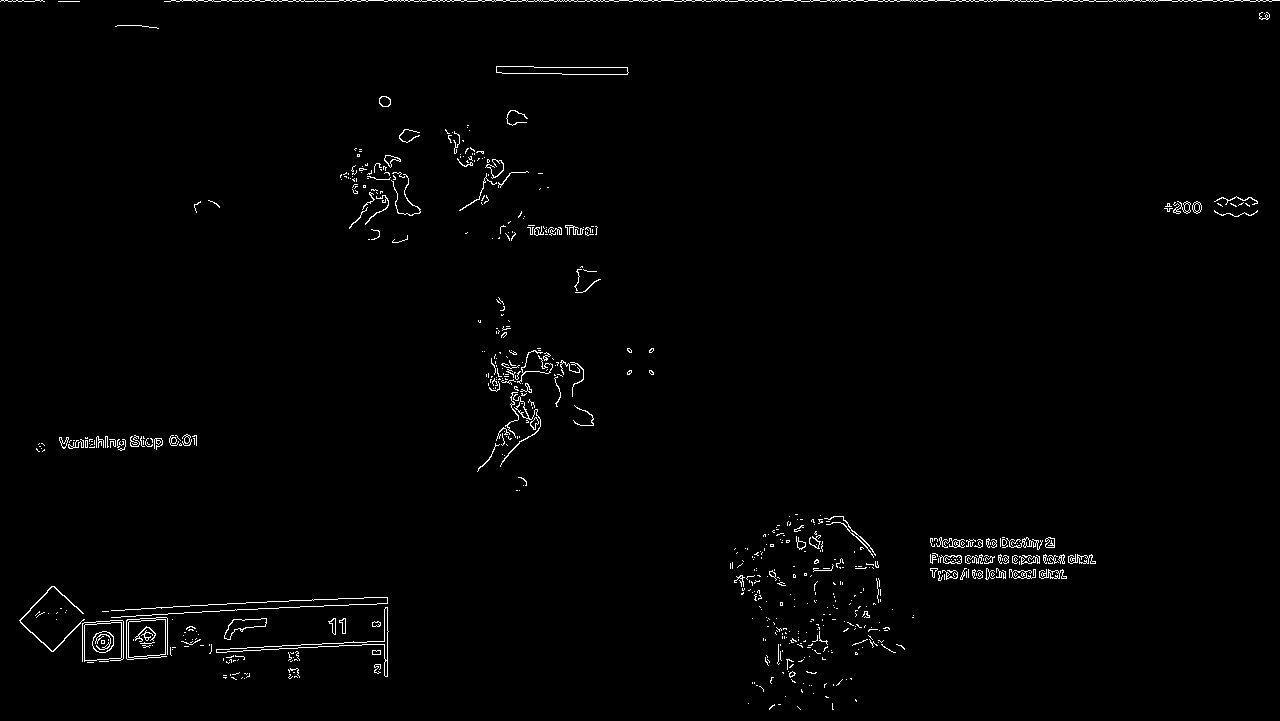 +200
Taken Thrall
Vanishing Step 0:01
Welcome to Destiny 2!
Press enter to open text chat.
Type /l to join local chat.
11